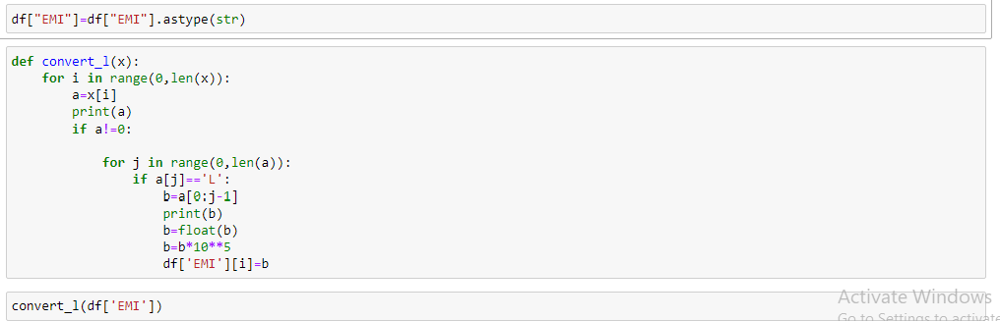 df["EMI"]=df["EMI"].astype(str)
def convert_l(x):
    for i in range(0,len(x)):
        a=x[i]
        print(a)
        if a!=0:
            for j in range(0,len(a)):
                if a[j]=='L':
                    b=a[0:j-1]
                    print(b)
                    b=float(b)
                    b=b*10**5
                    df['EMI'][i]=b
convert_l(df['EMI'])
Activate Windows
Go to Settings to activate